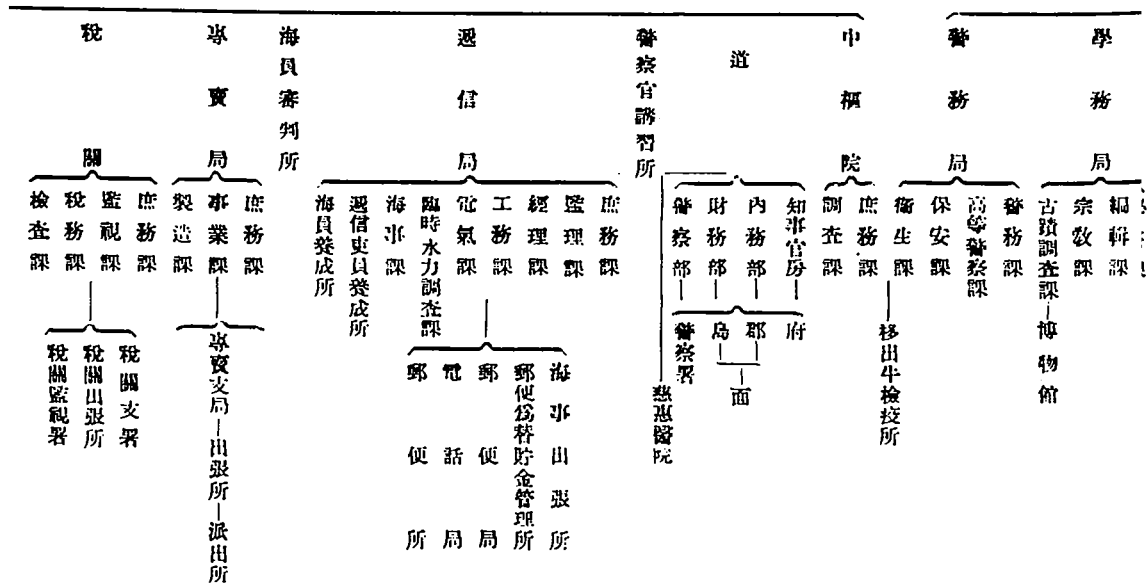 學務局
編輯課
宗敎課
古蹟調査課
博物館
警務局
警務課
高等警察課
保安課
衞生課
移出牛檢疫所
中樞院
庶務課
調査課
道
知事官房
內務部
財務部
警察部
府
郡
島
面
警察署
慈惠醫院
警察官講習所
遞信局
庶務課
監理課
經理課
工務課
電氣課
臨時水力調査課
海事課
遞信吏員養成所
海員養成所
海事出張所
郵便爲替貯金管理所
郵便局
電話局
郵便所
海員審判所
專賣局
庶務課
事業課
製造課
專賣支局
出張所
派出所
稅關
庶務課
監視課
稅務課
檢査課
稅關支署
稅關出張所
稅關監視署